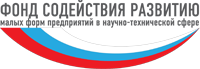 ФОНД СОДЕЙСТВИЯ РАЗВИТИЮ
малых форм предприятий в научно-технической сфере